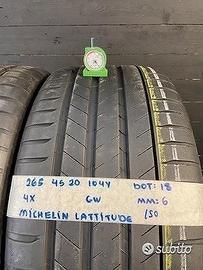 265 45 20 104Y DOT: 18
4X GW MM: 6
MICHELIN LATTITUDE 150
subito